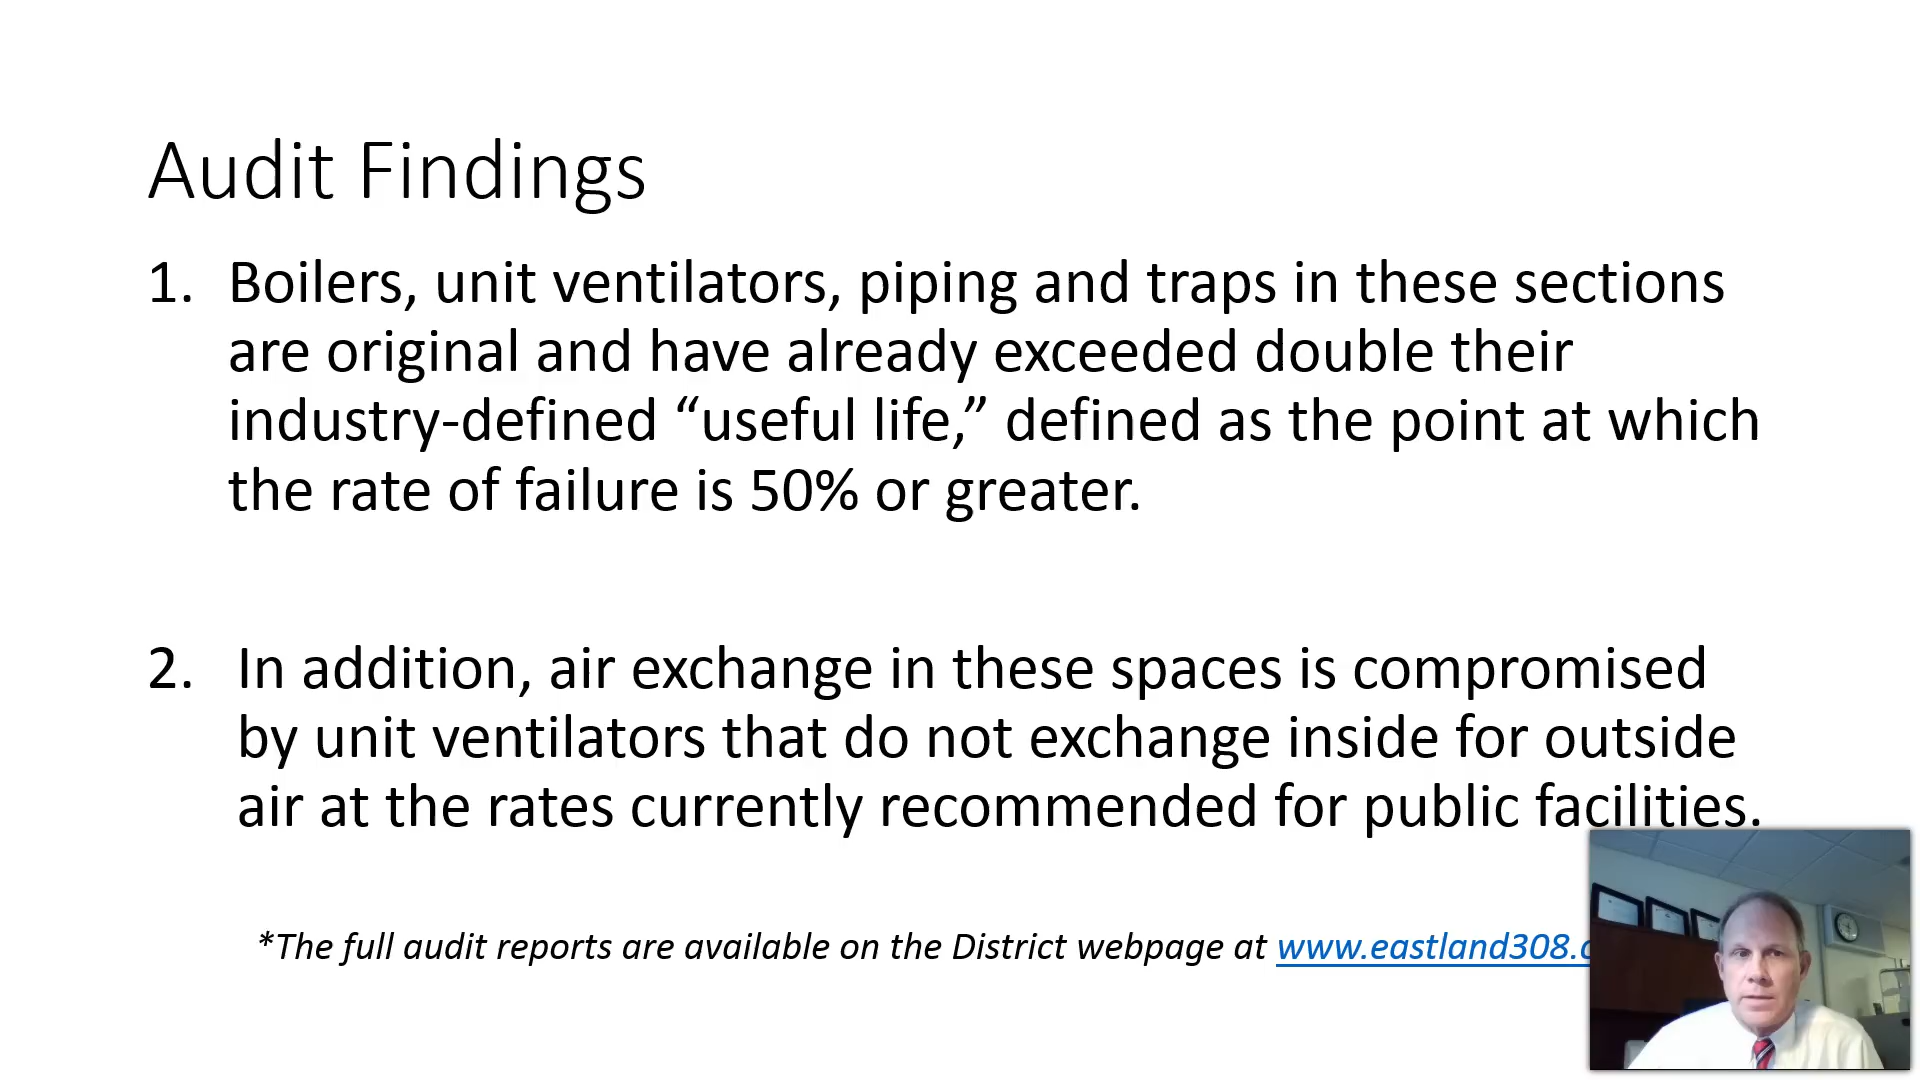 Audit Findings
1. Boilers, unit ventilators, piping and traps in these sections
are original and have already exceeded double their
industry-defined “useful life,” defined as the point at which
the rate of failure is 50% or greater.
2. In addition, air exchange in these spaces is compromised
by unit ventilators that do not exchange inside for outside
air at the rates currently recommended for public facilities.
*The full audit reports are available on the District webpage at www.eastland308.